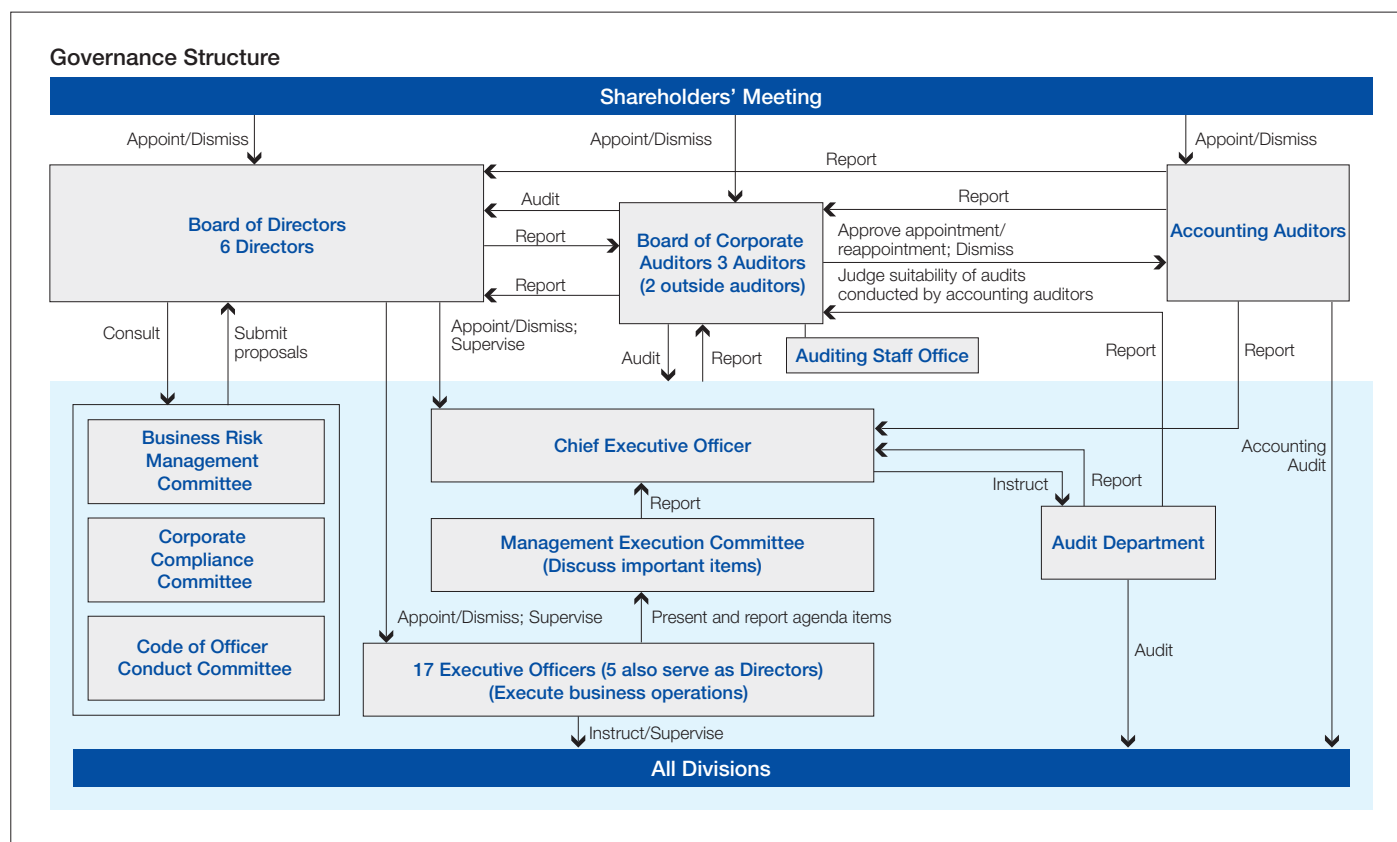 Governance Structure
Shareholders' Meeting
Appoint/Dismiss
Appoint/Dismiss
Appoint/Dismiss
Report
Board of Directors
6 Directors
Audit
Report
Report
Board of Corporate
Auditors 3 Auditors
(2 outside auditors)
Report
Approve appointment/
reappointment; Dismiss
Judge suitability of audits
conducted by accounting auditors
Accounting Auditors
Consult
Submit
proposals
Appoint/Dismiss;
Supervise
Audit
Report
Auditing Staff Office
Report
Report
Business Risk
Management
Committee
Corporate
Compliance
Committee
Code of Officer
Conduct Committee
Chief Executive Officer
Instruct
Report
Accounting
Audit
Report
Management Execution Committee
(Discuss important items)
Audit Department
Appoint/Dismiss; Supervise
Present and report agenda items
17 Executive Officers (5 also serve as Directors)
(Execute business operations)
Audit
Instruct/Supervise
All Divisions